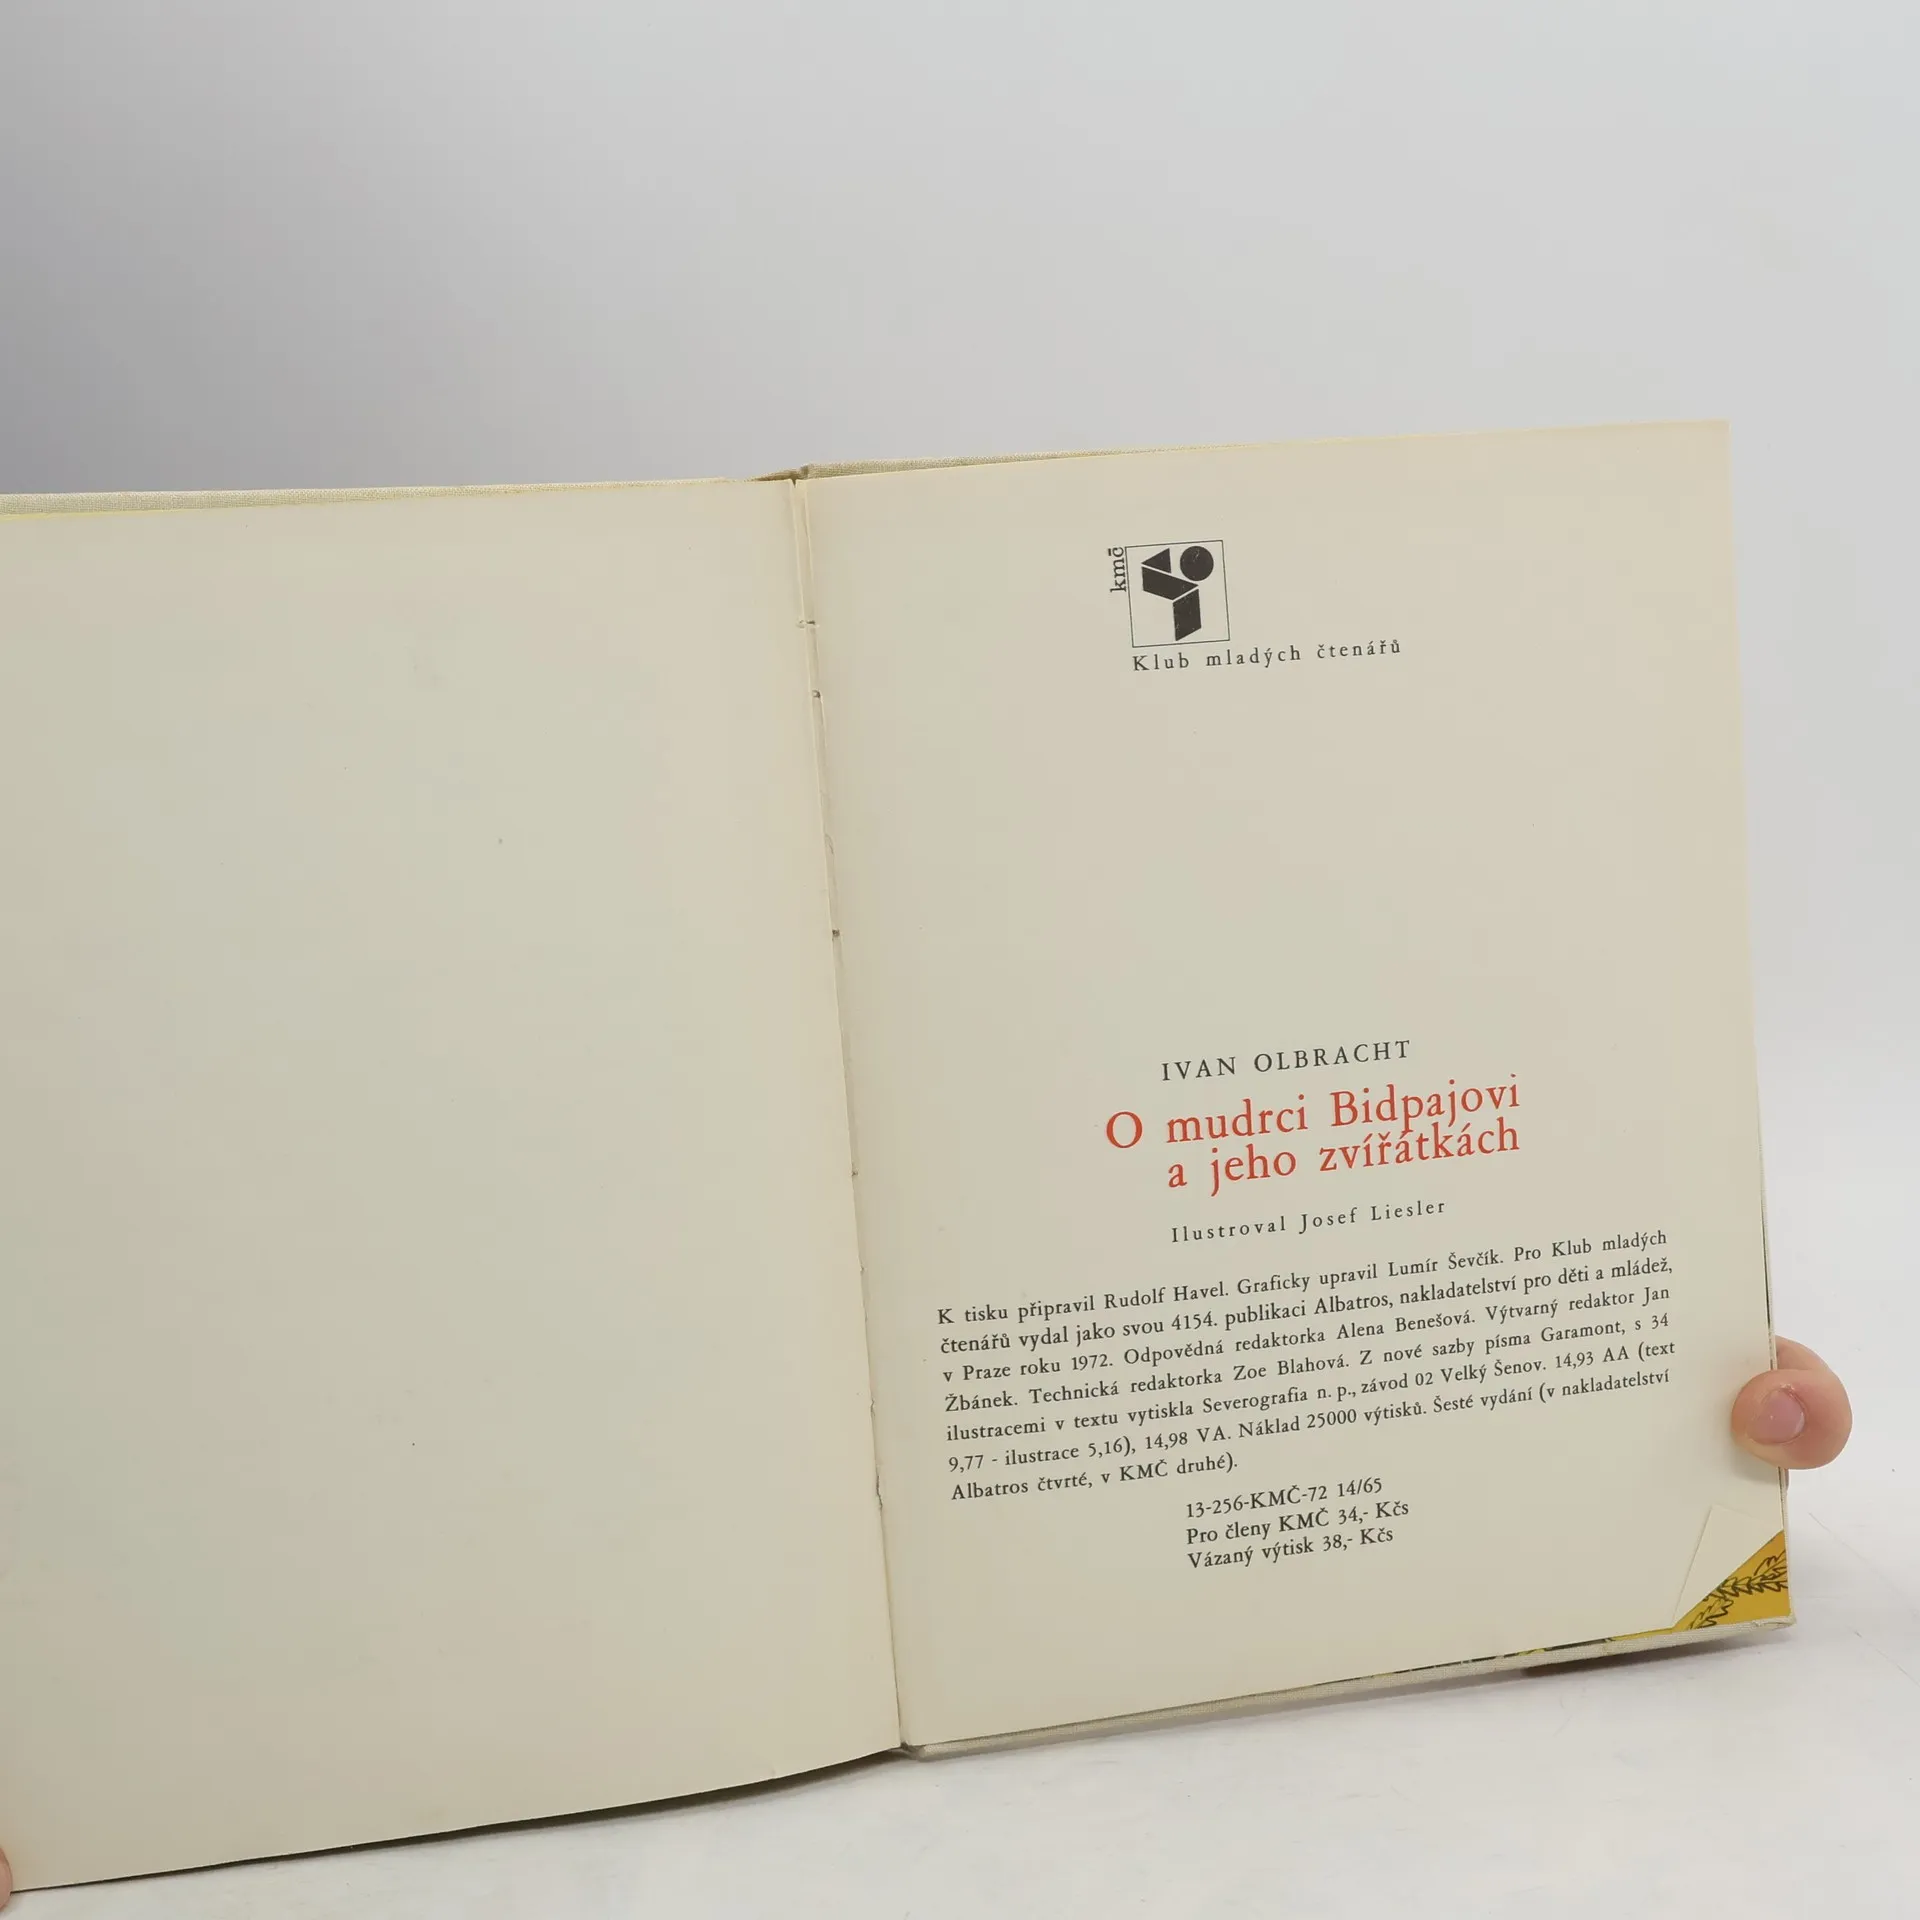 kmč
Klub mladých čtenářů
IVAN OLBRACHT
O mudrci Bidpajovi
a jeho zvířátkách
Ilustroval Josef Liesler
K tisku připravil Rudolf Havel. Graficky upravil Lumír Ševčík. Pro Klub mladých
čtenářů vydal jako svou 4154. publikaci Albatros, nakladatelství pro děti a mládež,
v Praze roku 1972. Odpovědná redaktorka Alena Benešová. Výtvarný redaktor Jan
Žbánek. Technická redaktorka Zoe Blahová. Z nové sazby písma Garamont, s 34
ilustracemi v textu vytiskla Severografia n. p., závod 02 Velký Šenov. 14,93 AA (text
9,77 - ilustrace 5,16), 14,98 VA. Náklad 25000 výtisků. Šesté vydání (v nakladatelství
Albatros čtvrté, v KMČ druhé).
13-256-KMČ-72 14/65
Pro členy KMČ 34,- Kčs
Vázaný výtisk 38,- Kčs